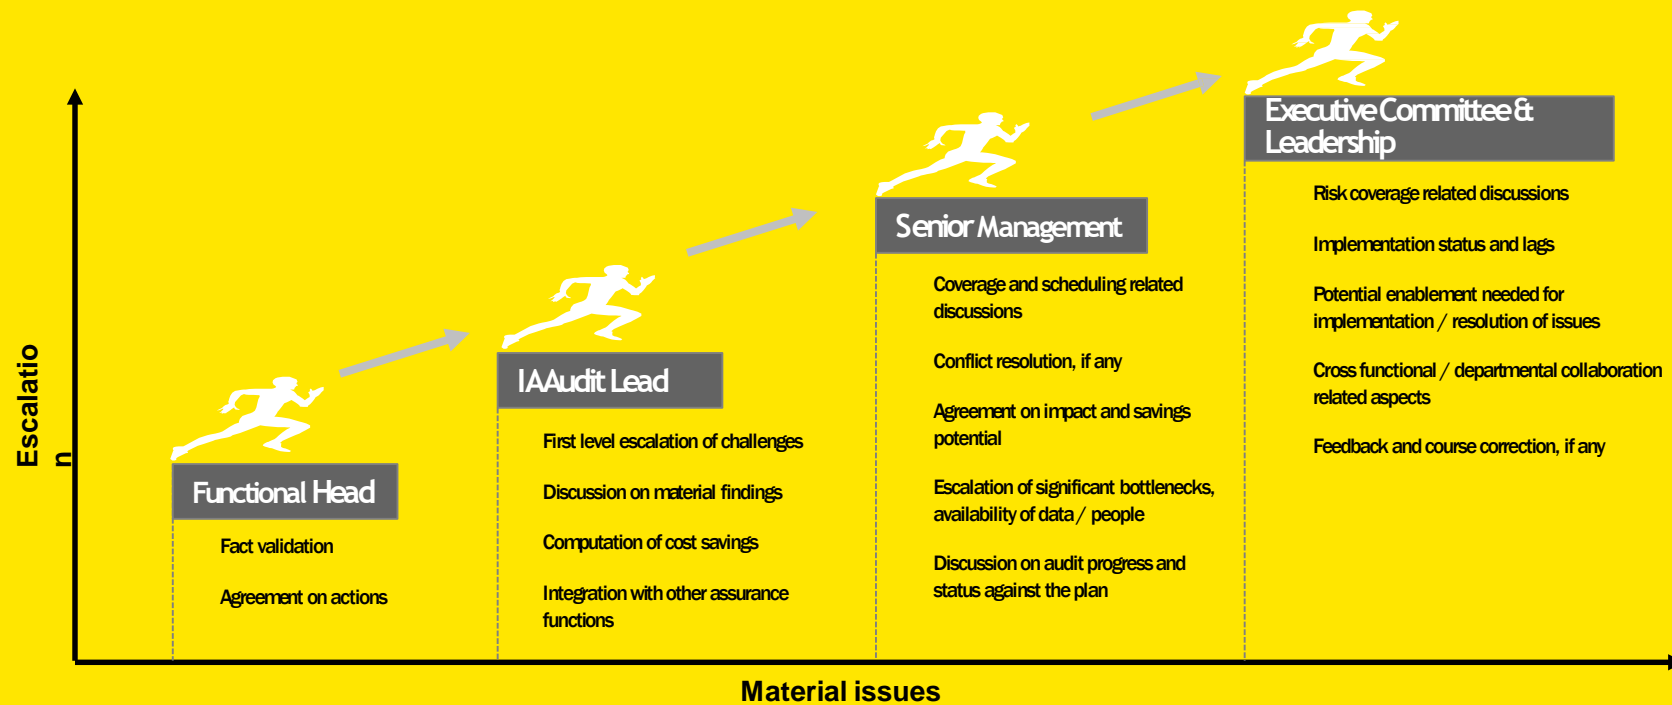 Escalatio
n
Functional Head
Fact validation
Agreement on actions
IA Audit Lead
First level escalation of challenges
Discussion on material findings
Computation of cost savings
Integration with other assurance
functions
Senior Management
Coverage and scheduling related
discussions
Conflict resolution, if any
Agreement on impact and savings
potential
Escalation of significant bottlenecks,
availability of data / people
Discussion on audit progress and
status against the plan
Executive Committee &
Leadership
Risk coverage related discussions
Implementation status and lags
Potential enablement needed for
implementation / resolution of issues
Cross functional / departmental collaboration
related aspects
Feedback and course correction, if any
Material issues